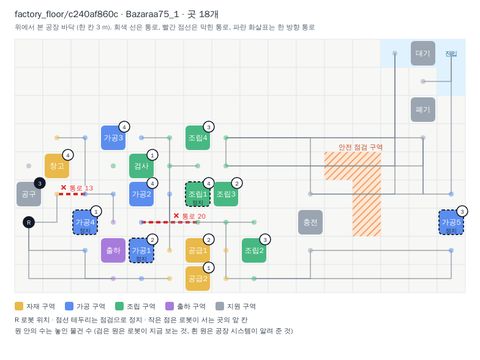 factory_floor/c240af860c · Bazaraa75_1 · 곳 18개
위에서 본 공장 바닥 (한 칸 3 m). 회색 선은 통로, 빨간 점선은 막힌 통로, 파란 화살표는 한 방향 통로
대기
진입
폐기
가공3 4
조립4 3
안전 점검 구역
창고 4
검사 1
공구 3
✕ 통로 13
가공2 4
조립1 4
조립3 2
R
가공4 1
✕ 통로 20
충전
가공5 3
출하
가공1 2
공급1 2
조립2 3
공급2 1
자재 구역
가공 구역
조립 구역
출하 구역
지원 구역
R 로봇 위치 · 점선 테두리는 점검으로 정지 · 작은 점은 로봇이 서는 곳의 앞 칸
원 안의 수는 놓인 물건 수 (검은 원은 로봇이 지금 보는 것, 흰 원은 공장 시스템이 알려 준 것)